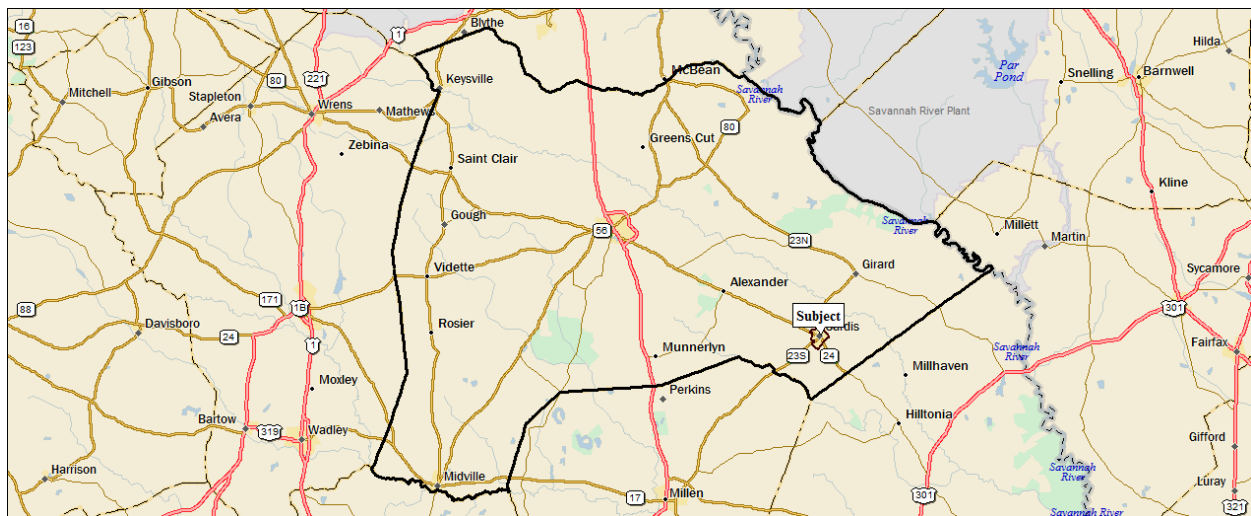 16
123
Gibson
Mitchell
80
Stapleton
Avera
221
Wrens
Mathews
Zebina
1
Blythe
Keysville
McBean
Savannah
River
80
Greens Cut
Saint Clair
Gough
56
Vidette
Rosier
Par
Pond
Savannah River Plant
Snelling
Hilda
Barnwell
Kline
Savannah
River
Millett
Martin
23N
Girard
Alexander
Subject
23S
24
Munnerlyn
Perkins
Millhaven
Hilltonia
Savannah
River
301
Sycamore
301
Fairfax
88
171
1B
Davisboro
24
1
Moxley
Bartow
319
Wadley
Harrison
Midville
17
Millen
301
Savannah
River
Savannah River
Gifford
Luray
321